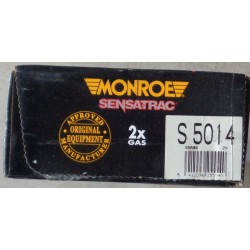 MONROE
SENSATRAC
APPROVED
ORIGINAL
EQUIPMENT
MANUFACTURER
2x
GAS
S 5014